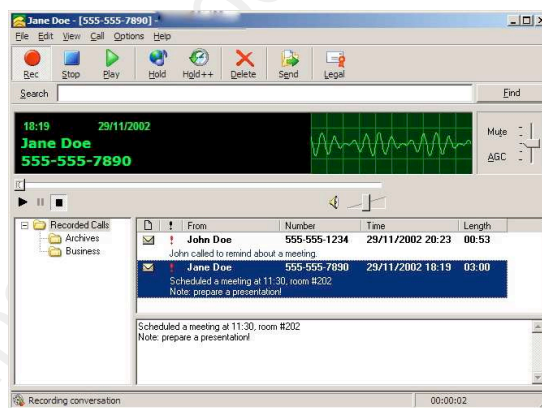 Jane Doe - [555-555-7890] -
File Edit View Call Options Help
Rec Stop Play Hold Hold++ Delete Send Legal
Search Find
18:19 29/11/2002
Jane Doe
555-555-7890
Mute
AGC
Recorded Calls
Archives
Business
! From Number Time Length
! John Doe 555-555-1234 29/11/2002 20:23 00:53
John called to remind about a meeting.
! Jane Doe 555-555-7890 29/11/2002 18:19 03:00
Scheduled a meeting at 11:30, room #202
Note: prepare a presentation!
Scheduled a meeting at 11:30, room #202
Note: prepare a presentation!
Recording conversation 00:00:02